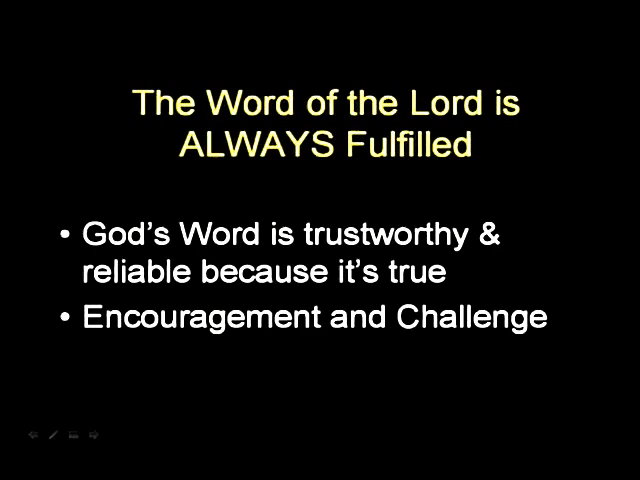 The Word of the Lord is
ALWAYS Fulfilled
• God's Word is trustworthy &
reliable because it's true
• Encouragement and Challenge